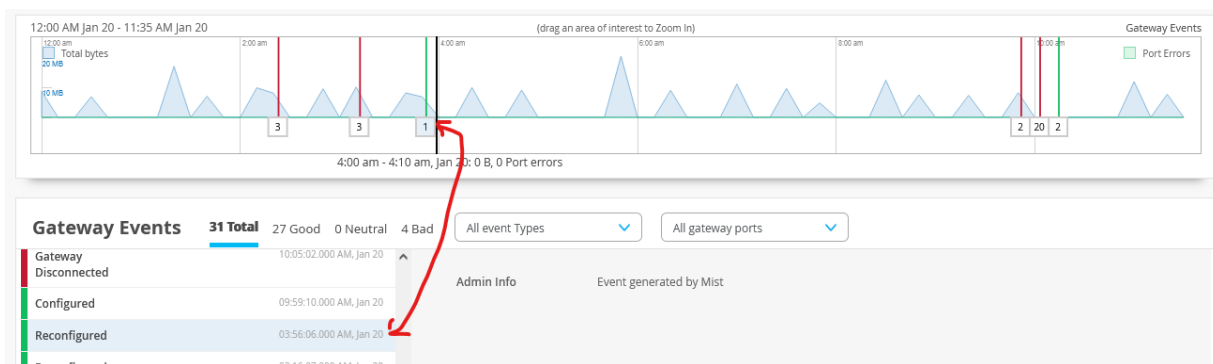 12:00 AM Jan 20 - 11:35 AM Jan 20 (drag an area of interest to Zoom In) Gateway Events
12:00 am 2:00 am 4:00 am 6:00 am 8:00 am 10:00 am
Total bytes Port Errors
20 MB
10 MB
3 3 1 2 20 2
4:00 am - 4:10 am, Jan 20: 0 B, 0 Port errors
Gateway Events 31 Total 27 Good 0 Neutral 4 Bad All event Types All gateway ports
Gateway Disconnected 10:05:02.000 AM, Jan 20
Admin Info Event generated by Mist
Configured 09:59:10.000 AM, Jan 20
Reconfigured 03:56:06.000 AM, Jan 20